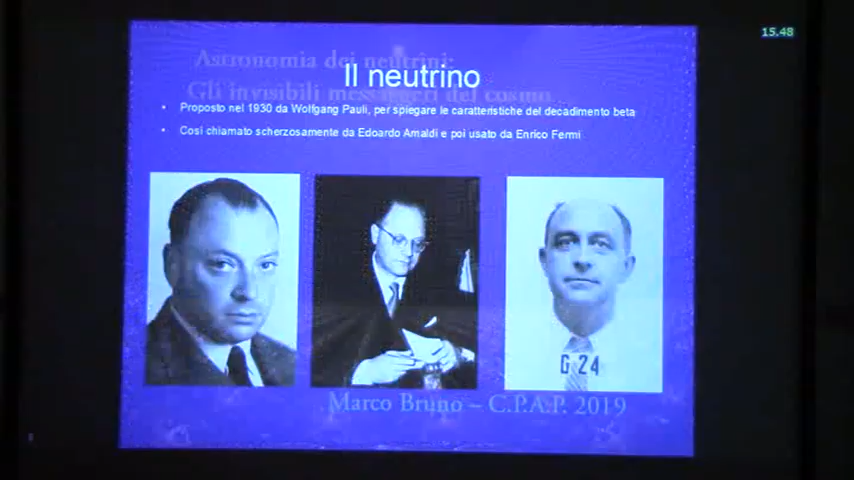 15.48
Astronomia dei neutrini:
Il neutrino
Gli invisibili messaggeri del cosmo...
• Proposto nel 1930 da Wolfgang Pauli, per spiegare le caratteristiche del decadimento beta
• Così chiamato scherzosamente da Edoardo Amaldi e poi usato da Enrico Fermi
G 24
Marco Bruno – C.P.A.P. 2019